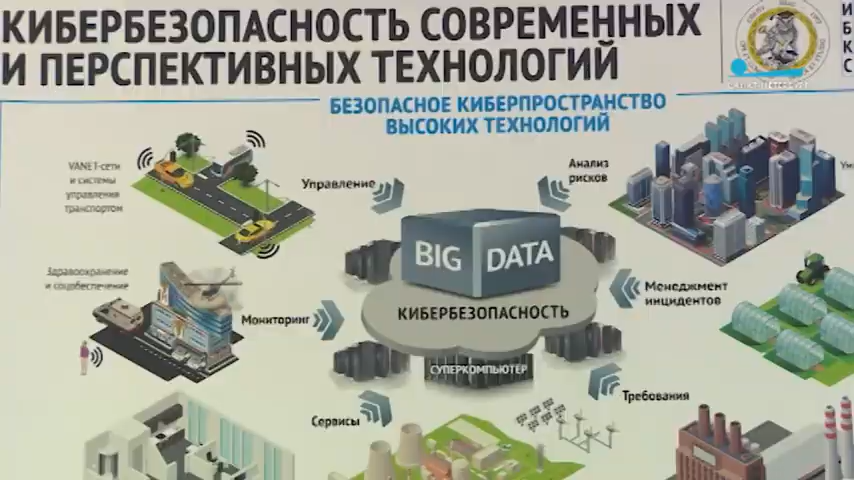 КИБЕРБЕЗОПАСНОСТЬ СОВРЕМЕННЫХ
И ПЕРСПЕКТИВНЫХ ТЕХНОЛОГИЙ
БЕЗОПАСНОЕ КИБЕРПРОСТРАНСТВО
ВЫСОКИХ ТЕХНОЛОГИЙ
VANET-сети
и системы
управления
транспортом
Управление
Анализ
рисков
BIG DATA
КИБЕРБЕЗОПАСНОСТЬ
Здравоохранение
и соцобеспечение
Мониторинг
Менеджмент
инцидентов
СУПЕРКОМПЬЮТЕР
Сервисы
Требования